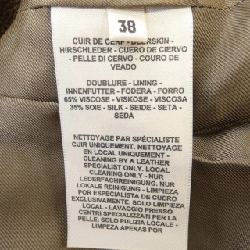 38
CUIR DE CERF - DEERSKIN -
HIRSCHLEDER - CUERO DE CIERVO
- PELLE DI CERVO - COURO DE
VEADO
DOUBLURE - LINING -
INNENFUTTER - FODERA - FORRO
65% VISCOSE - VISKOSE - VISCOSA
35% SOIE - SILK - SEIDE - SETA -
SEDA
NETTOYAGE PAR SPÉCIALISTE
CUIR UNIQUEMENT. NETTOYAGE
EN LOCAL UNIQUEMENT -
CLEANING BY A LEATHER
SPECIALIST ONLY. LOCAL
CLEANING ONLY - NUR
LEDERFACHREINIGUNG. NUR
LOKALE REINIGUNG - LIMPIEZA
POR ESPECIALISTA DE CUERO
EXCLUSIVAMENTE. SOLO LIMPIEZA
LOCAL - LAVAGGIO PRESSO
CENTRI SPECIALIZZATI PER
PELLE. SOLO PULIZIA LOCALE -
LIMPEZA UNICAMENTE POR